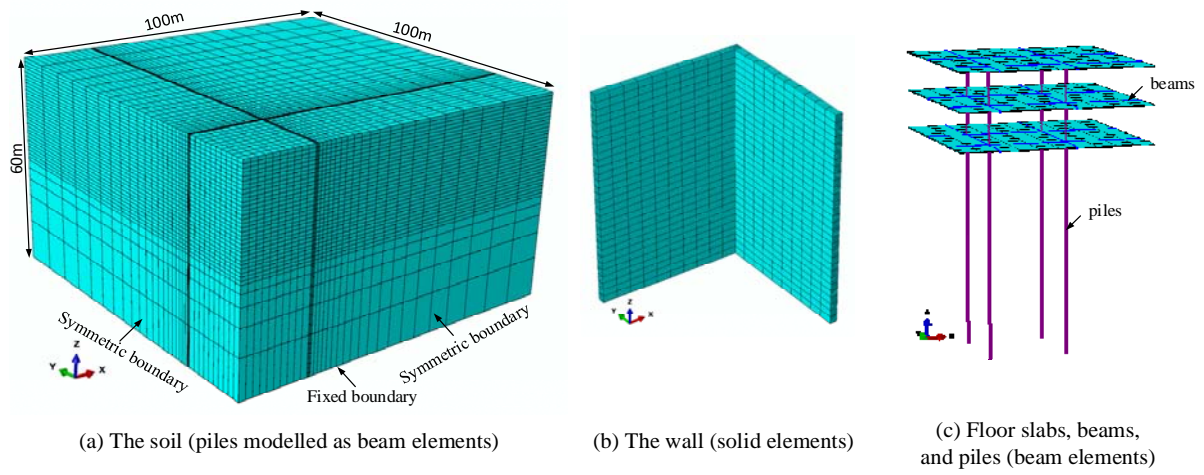 100m
100m
60m
Symmetric boundary
Symmetric boundary
Fixed boundary
Z
Y
X
(a) The soil (piles modelled as beam elements)
Z
Y
X
(b) The wall (solid elements)
beams
piles
(c) Floor slabs, beams,
and piles (beam elements)